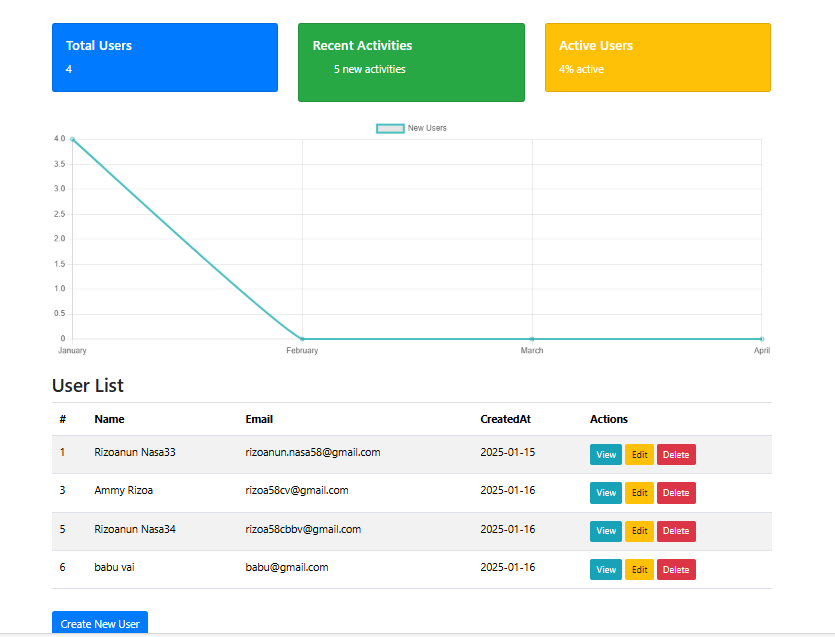 Total Users Recent Activities Active Users
4 5 new activities 4% active
New Users
4.0
3.5
3.0
2.5
2.0
1.5
1.0
0.5
0
January February March April
User List
# Name Email CreatedAt Actions
1 Rizoanun Nasa33 rizoanun.nasa58@gmail.com 2025-01-15 View Edit Delete
3 Ammy Rizoa rizoa58cv@gmail.com 2025-01-16 View Edit Delete
5 Rizoanun Nasa34 rizoa58cbbv@gmail.com 2025-01-16 View Edit Delete
6 babu vai babu@gmail.com 2025-01-16 View Edit Delete
Create New User